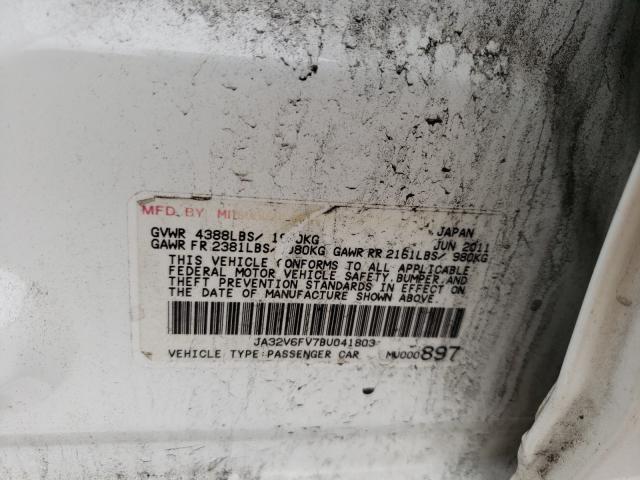 MFD. BY JAPAN
GVWR 4388LBS/ KG JUN 2011
GAWR FR 2381LBS/ 080KG GAWR RR 2161LBS/ 980KG
THIS VEHICLE CONFORMS TO ALL APPLICABLE
FEDERAL MOTOR VEHICLE SAFETY, BUMPER, AND
THEFT PREVENTION STANDARDS IN EFFECT ON
THE DATE OF MANUFACTURE SHOWN ABOVE.
JA32V6FV7BU041803
VEHICLE TYPE:PASSENGER CAR MU000897